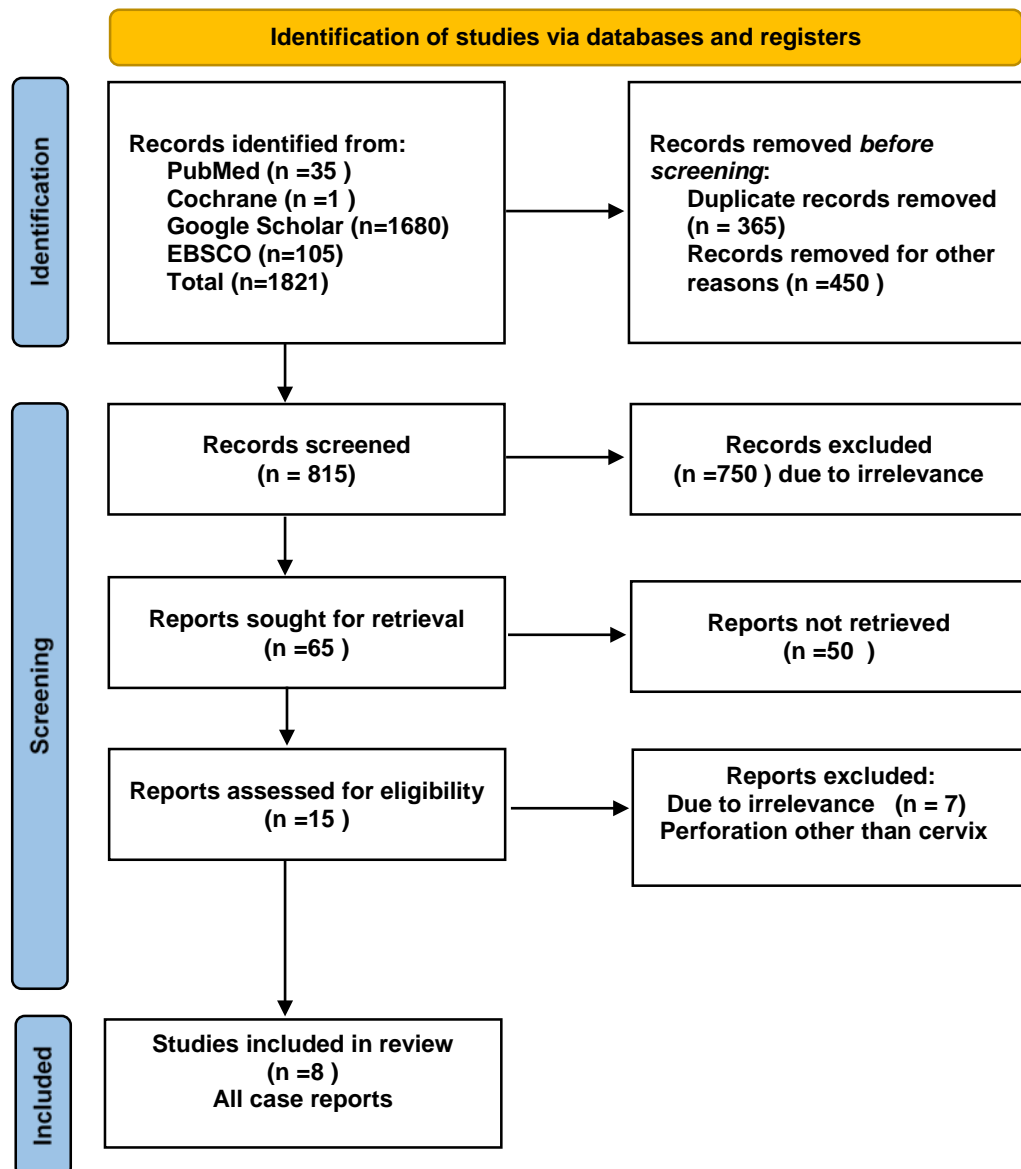 Identification of studies via databases and registers
Identification
Records identified from:
PubMed (n =35 )
Cochrane (n =1 )
Google Scholar (n=1680)
EBSCO (n=105)
Total (n=1821)
Records removed before
screening:
Duplicate records removed
(n = 365)
Records removed for other
reasons (n =450 )
Screening
Records screened
(n = 815)
Records excluded
(n =750 ) due to irrelevance
Reports sought for retrieval
(n =65 )
Reports not retrieved
(n =50 )
Reports assessed for eligibility
(n =15 )
Reports excluded:
Due to irrelevance (n = 7)
Perforation other than cervix
Included
Studies included in review
(n =8 )
All case reports